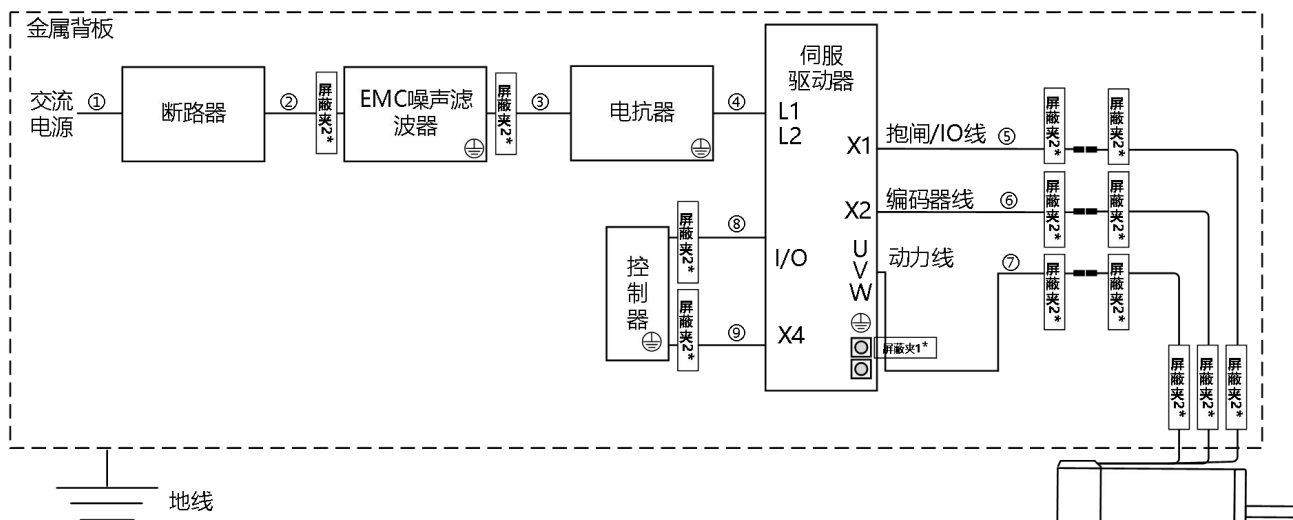 金属背板
交流
电源
①
断路器
②
屏蔽夹2*
EMC噪声滤
波器
屏蔽夹2*
③
电抗器
④
伺服
驱动器
L1
L2
X1
抱闸/IO线
⑤
屏蔽夹2*
屏蔽夹2*
X2
编码器线
⑥
屏蔽夹2*
屏蔽夹2*
U
V
W
动力线
⑦
屏蔽夹2*
屏蔽夹2*
控制器
屏蔽夹2*
⑧
I/O
屏蔽夹2*
⑨
X4
屏蔽夹1*
屏蔽夹2*
屏蔽夹2*
屏蔽夹2*
地线